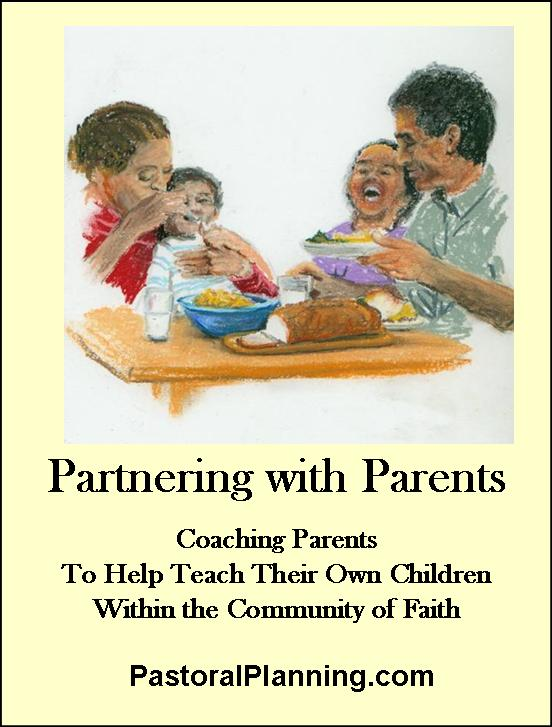 Partnering with Parents
Coaching Parents
To Help Teach Their Own Children
Within the Community of Faith
PastoralPlanning.com